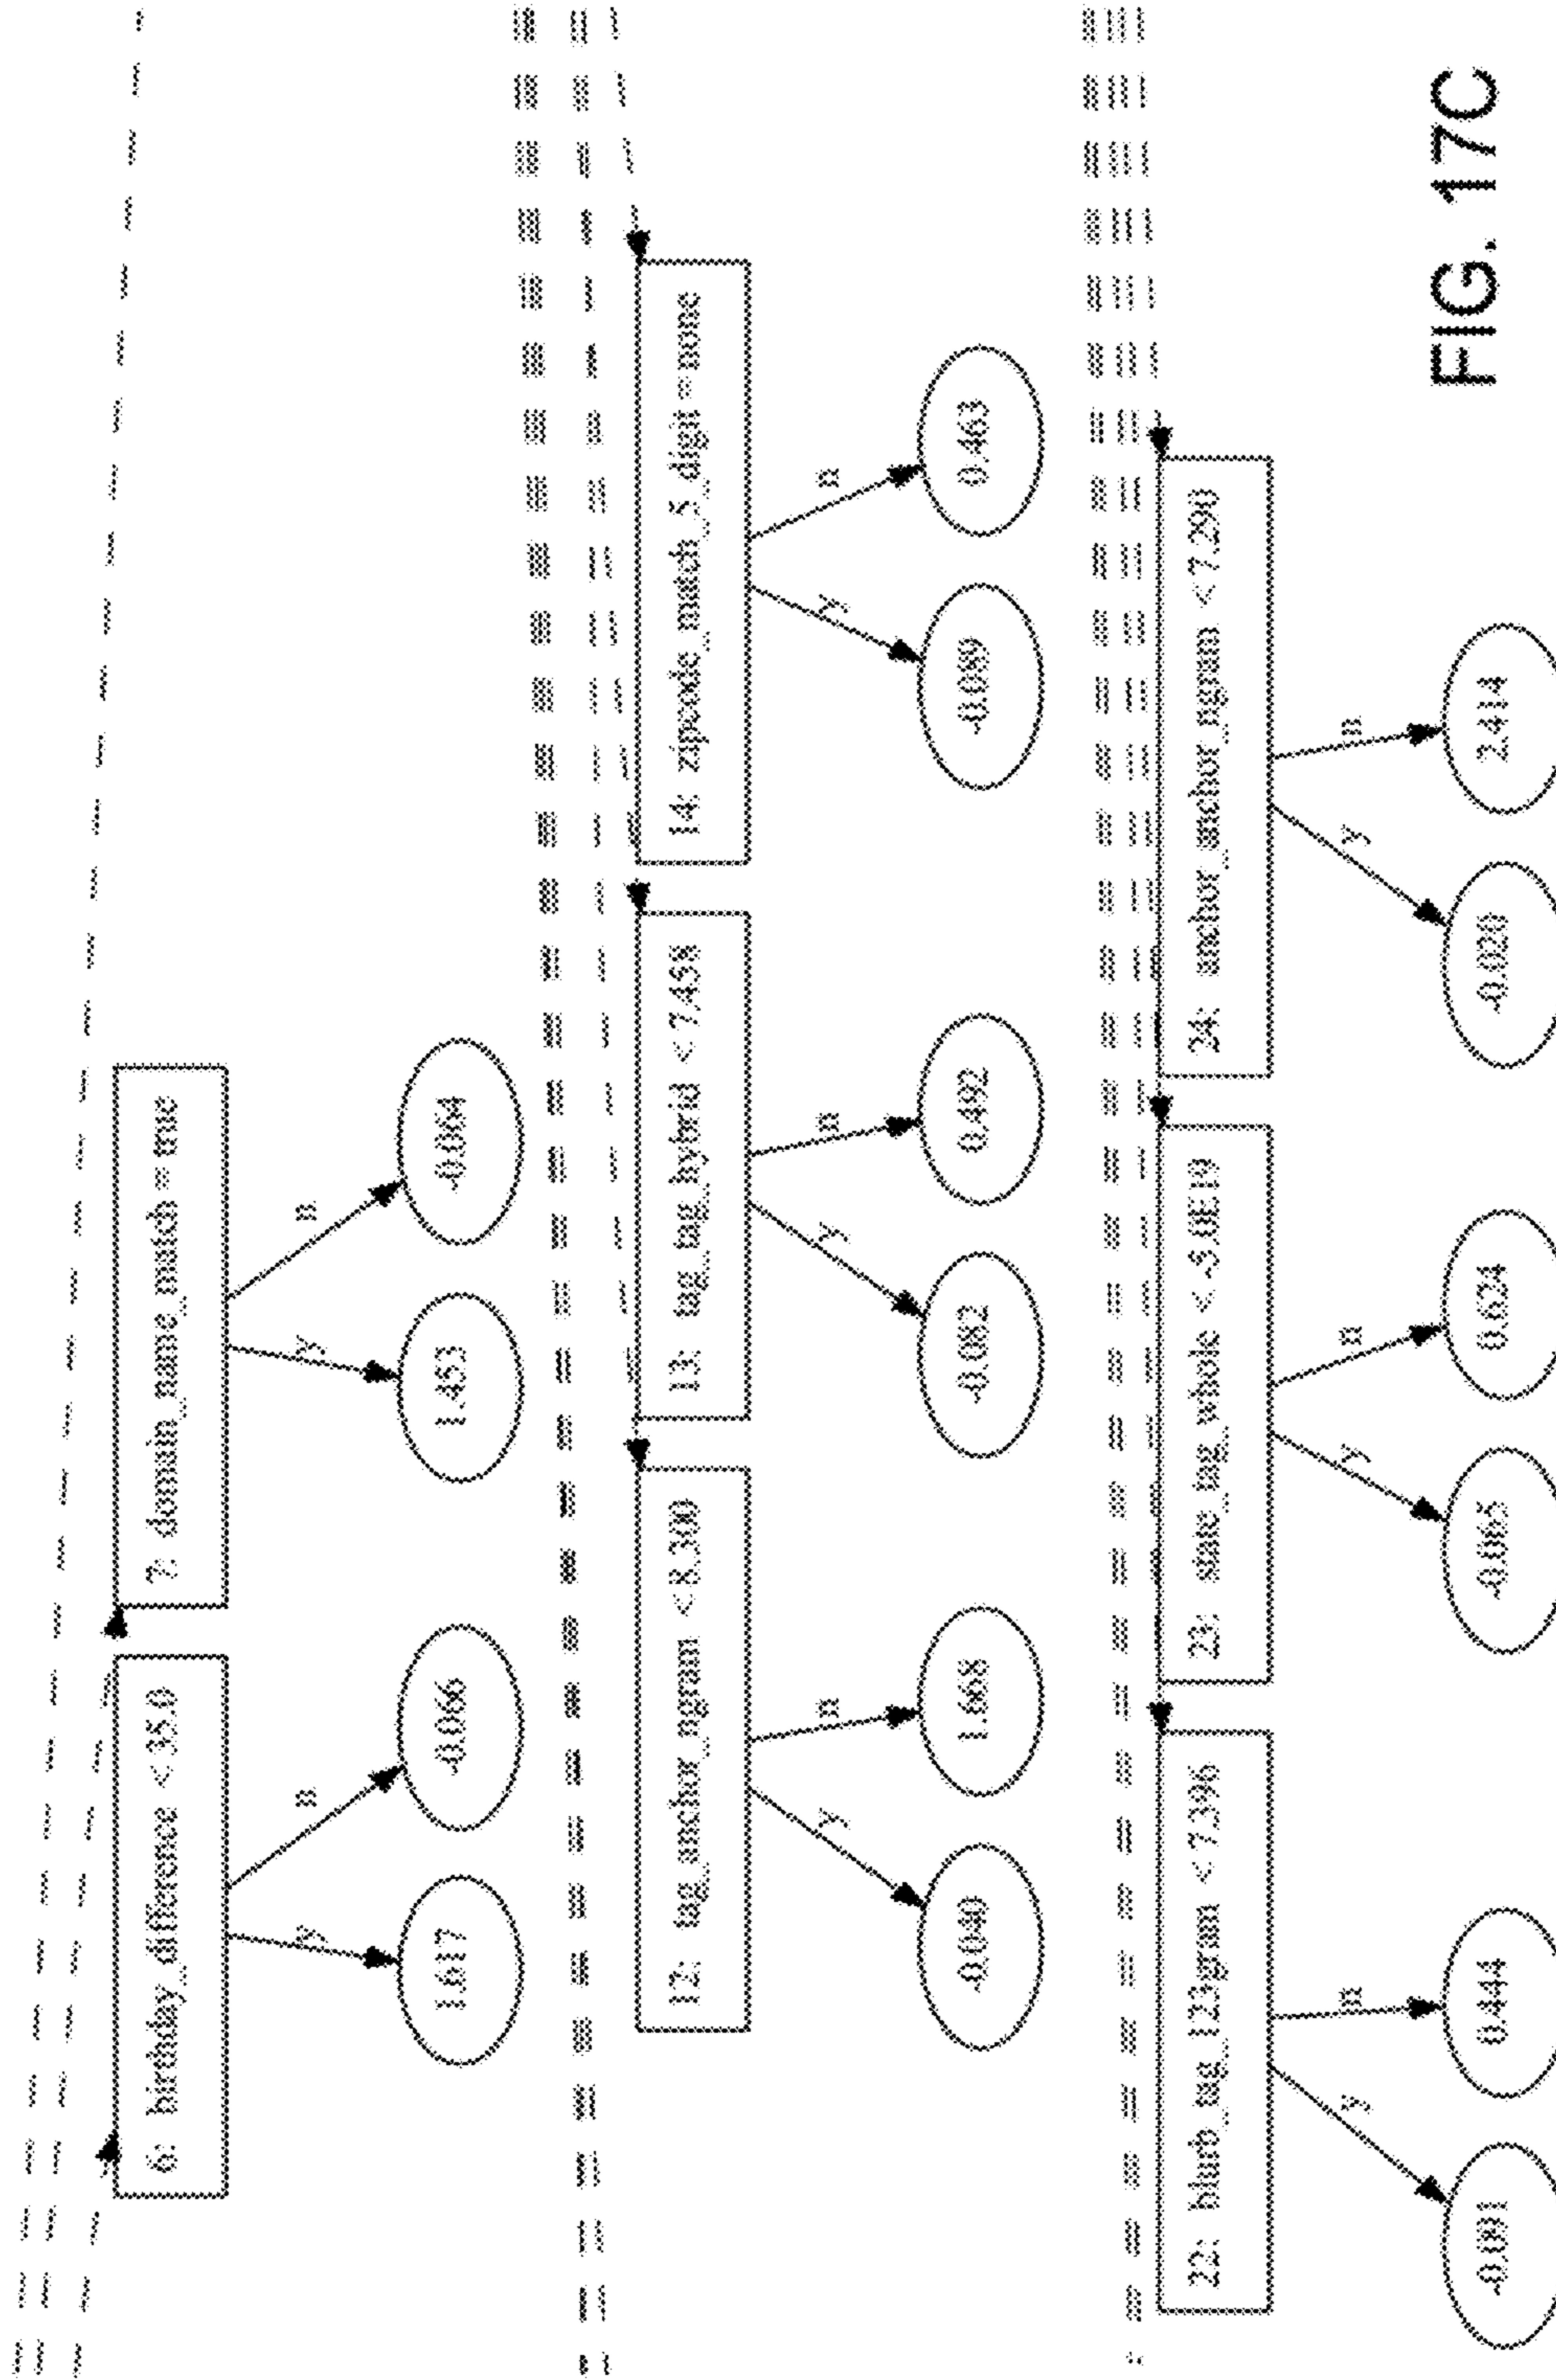 6: birthday_difference < 35.0
y
n
1.617
-0.066
7: domain_name_match = true
y
n
1.453
-0.064
12: tag_anchor_ngram < 8.300
y
n
-0.040
1.668
13: tag_tag_hybrid < 7.458
y
n
-0.082
0.492
14: zipcode_match_5_digit = none
y
n
-0.089
0.463
22: blurb_tag_123gram < 7.396
y
n
0.444
23: state_tag_whole < -5.0E19
y
n
-0.065
0.624
24: anchor_anchor_ngram < 7.290
y
n
-0.020
2.414
FIG. 17C